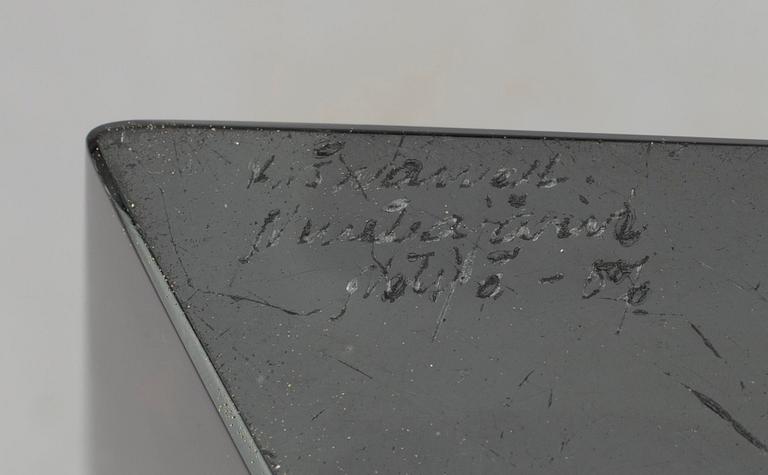 K. Franck.
Nuutajärvi
Notsjö -